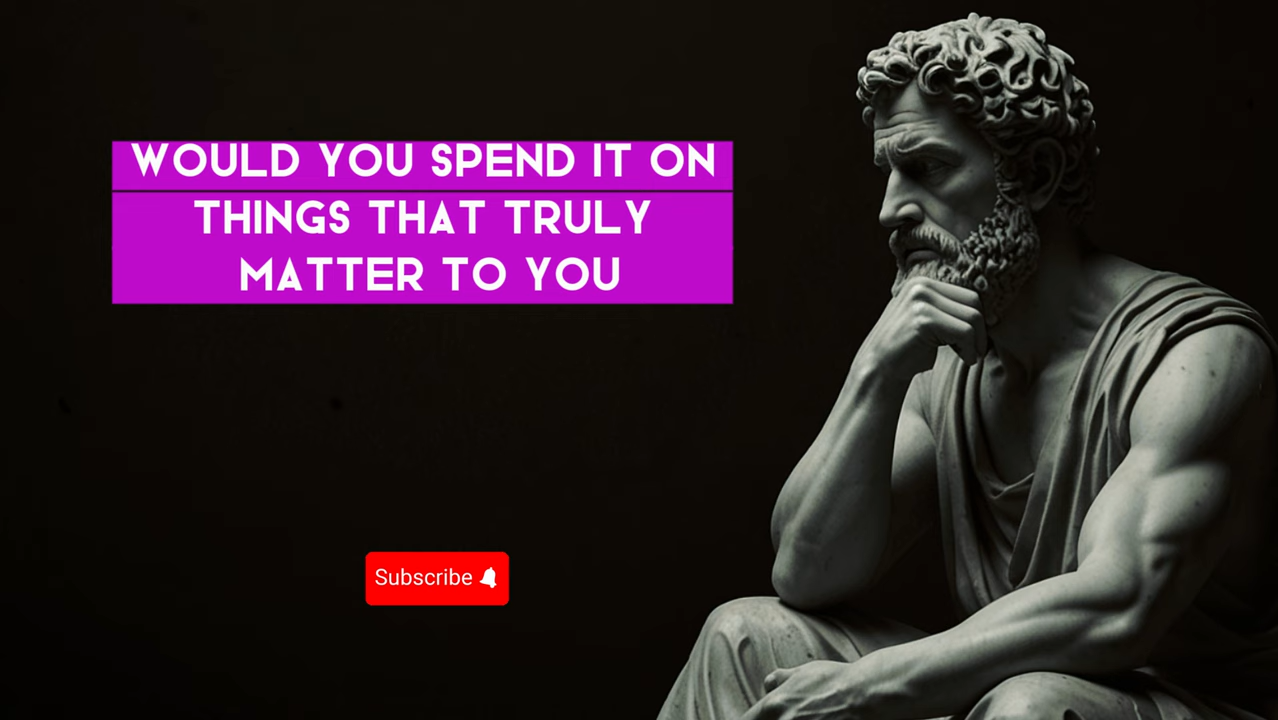 WOULD YOU SPEND IT ON
THINGS THAT TRULY
MATTER TO YOU
Subscribe